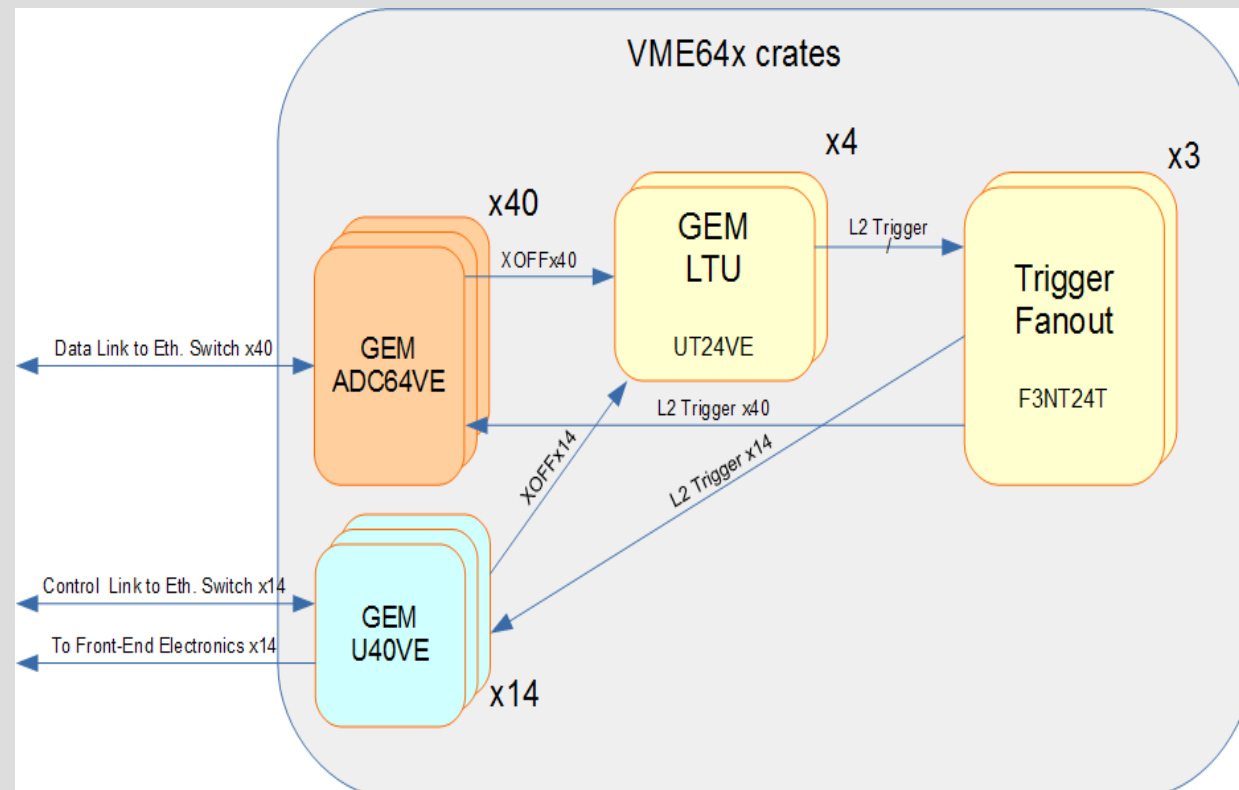 VME64x crates
x4
x3
x40
GEM
LTU
UT24VE
L2 Trigger
/
Trigger
Fanout
F3NT24T
XOFFx40
Data Link to Eth. Switch x40
GEM
ADC64VE
L2 Trigger x40
XOFFx14
L2 Trigger x14
Control Link to Eth. Switch x14
GEM
U40VE
To Front-End Electronics x14
x14